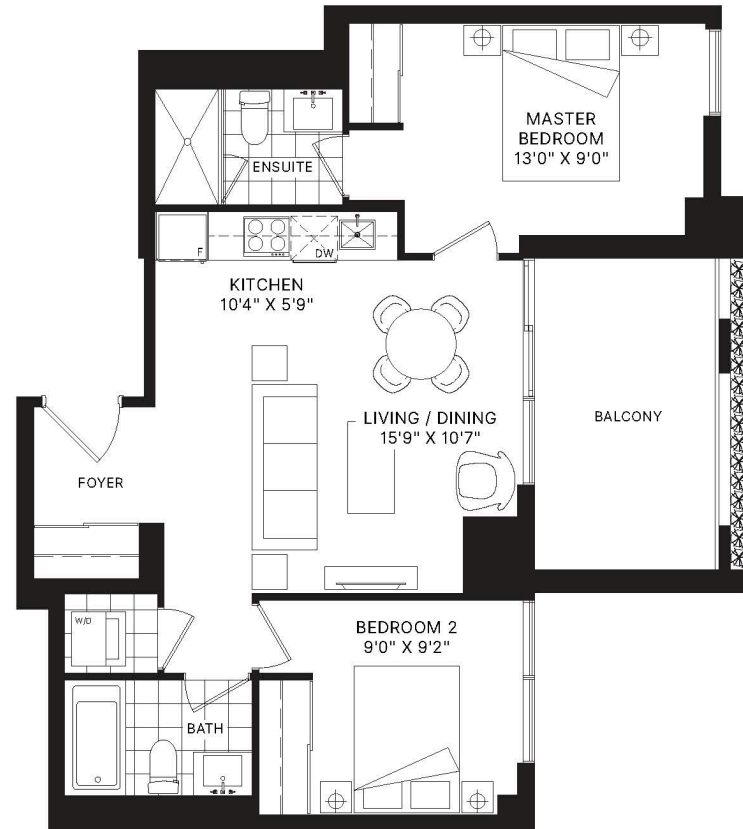 MASTER
BEDROOM
13'0" X 9'0"
ENSUITE
F
DW
KITCHEN
10'4" X 5'9"
LIVING / DINING
15'9" X 10'7"
BALCONY
FOYER
W/D
BEDROOM 2
9'0" X 9'2"
BATH